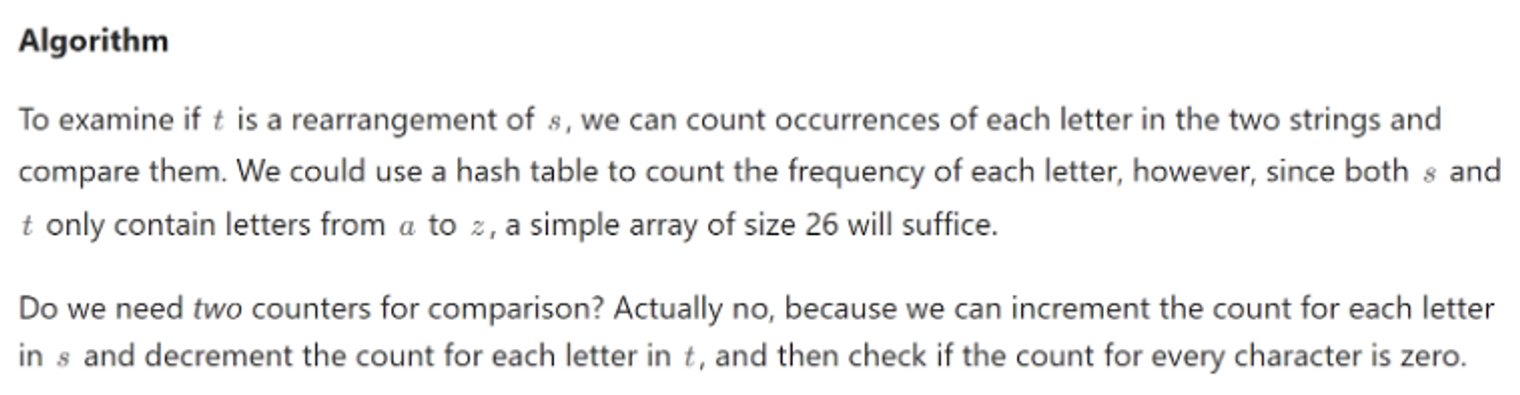 Algorithm
To examine if t is a rearrangement of s, we can count occurrences of each letter in the two strings and
compare them. We could use a hash table to count the frequency of each letter, however, since both s and
t only contain letters from a to z, a simple array of size 26 will suffice.
Do we need two counters for comparison? Actually no, because we can increment the count for each letter
in s and decrement the count for each letter in t, and then check if the count for every character is zero.